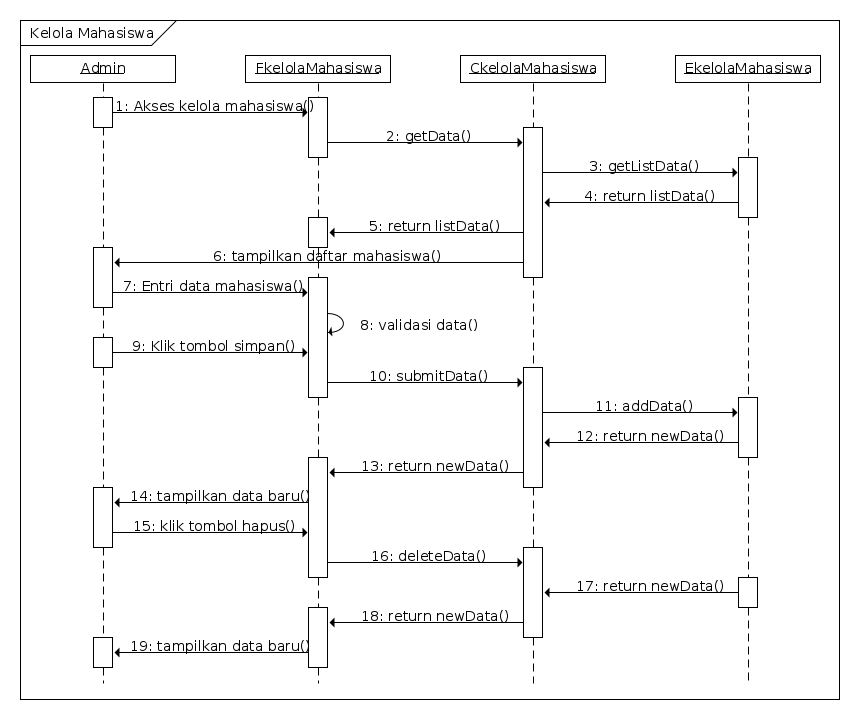 Kelola Mahasiswa
Admin
FkelolaMahasiswa
CkelolaMahasiswa
EkelolaMahasiswa
1: Akses kelola mahasiswa()
2: getData()
3: getListData()
4: return listData()
5: return listData()
6: tampilkan daftar mahasiswa()
7: Entri data mahasiswa()
8: validasi data()
9: Klik tombol simpan()
10: submitData()
11: addData()
12: return newData()
13: return newData()
14: tampilkan data baru()
15: klik tombol hapus()
16: deleteData()
17: return newData()
18: return newData()
19: tampilkan data baru()